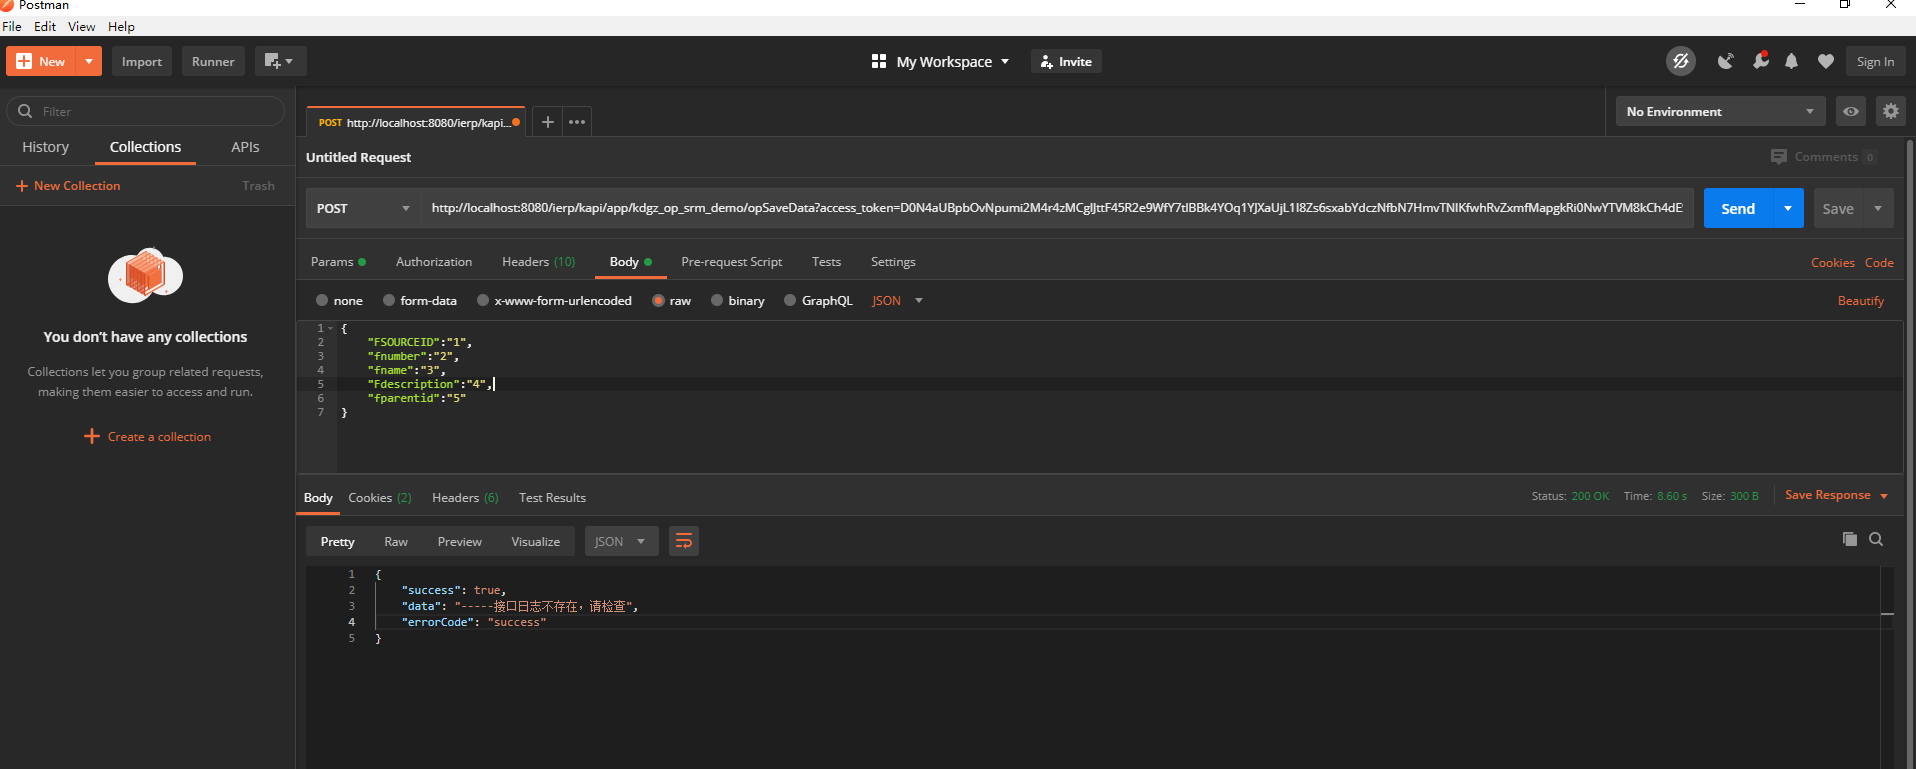 Postman
File Edit View Help
New Import Runner My Workspace Invite Sign In
Filter
History Collections APIs
New Collection Trash
You don't have any collections
Collections let you group related requests,
making them easier to access and run.
Create a collection
POST http://localhost:8080/ierp/kapi... No Environment
Untitled Request Comments 0
POST http://localhost:8080/ierp/kapi/app/kdgz_op_srm_demo/opSaveData?access_token=D0N4aUBpbOvNpumi2M4r4zMCglJttF45R2e9WfY7tlBBk4YOq1YJXaUjL1I8Zs6sxabYdczNfbN7HmvTNIKfwhRvZxmfMapgkRi0NwYTVM8kCh4dE Send Save
Params Authorization Headers (10) Body Pre-request Script Tests Settings Cookies Code
none form-data x-www-form-urlencoded raw binary GraphQL JSON Beautify
1 {
2 "FSOURCEID":"1",
3 "fnumber":"2",
4 "fname":"3",
5 "Fdescription":"4",
6 "fparentid":"5"
7 }
Body Cookies (2) Headers (6) Test Results Status: 200 OK Time: 8.60 s Size: 300 B Save Response
Pretty Raw Preview Visualize JSON
1 {
2 "success": true,
3 "data": "-----接口日志不存在，请检查",
4 "errorCode": "success"
5 }